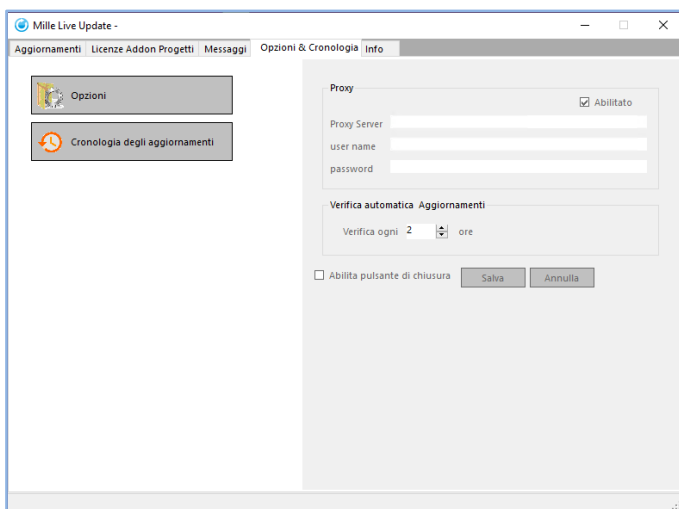 Mille Live Update -
Aggiornamenti Licenze Addon Progetti Messaggi Opzioni & Cronologia Info
Opzioni
Cronologia degli aggiornamenti
Proxy
Abilitato
Proxy Server
user name
password
Verifica automatica Aggiornamenti
Verifica ogni 2 ore
Abilita pulsante di chiusura Salva Annulla